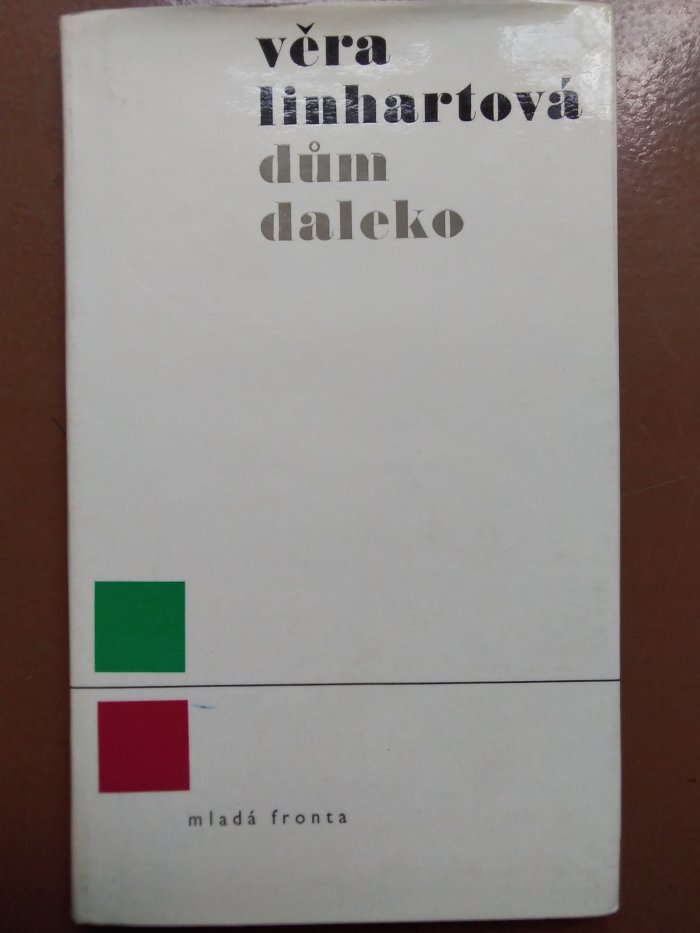 věra
linhartová
dům
daleko
mladá fronta